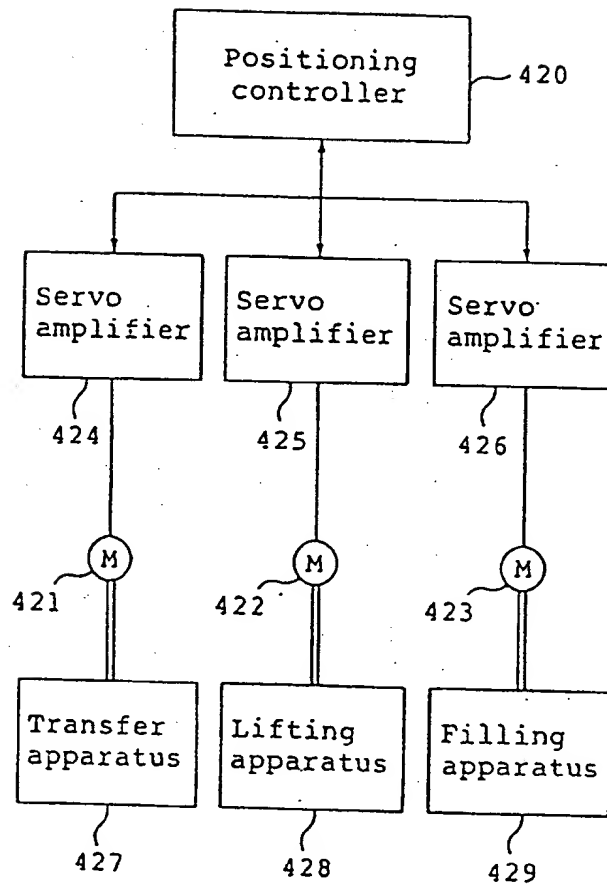 Positioning
controller
420
Servo
amplifier
Servo
amplifier
Servo
amplifier
424
425
426
M
M
M
421
422
423
Transfer
apparatus
Lifting
apparatus
Filling
apparatus
427
428
429